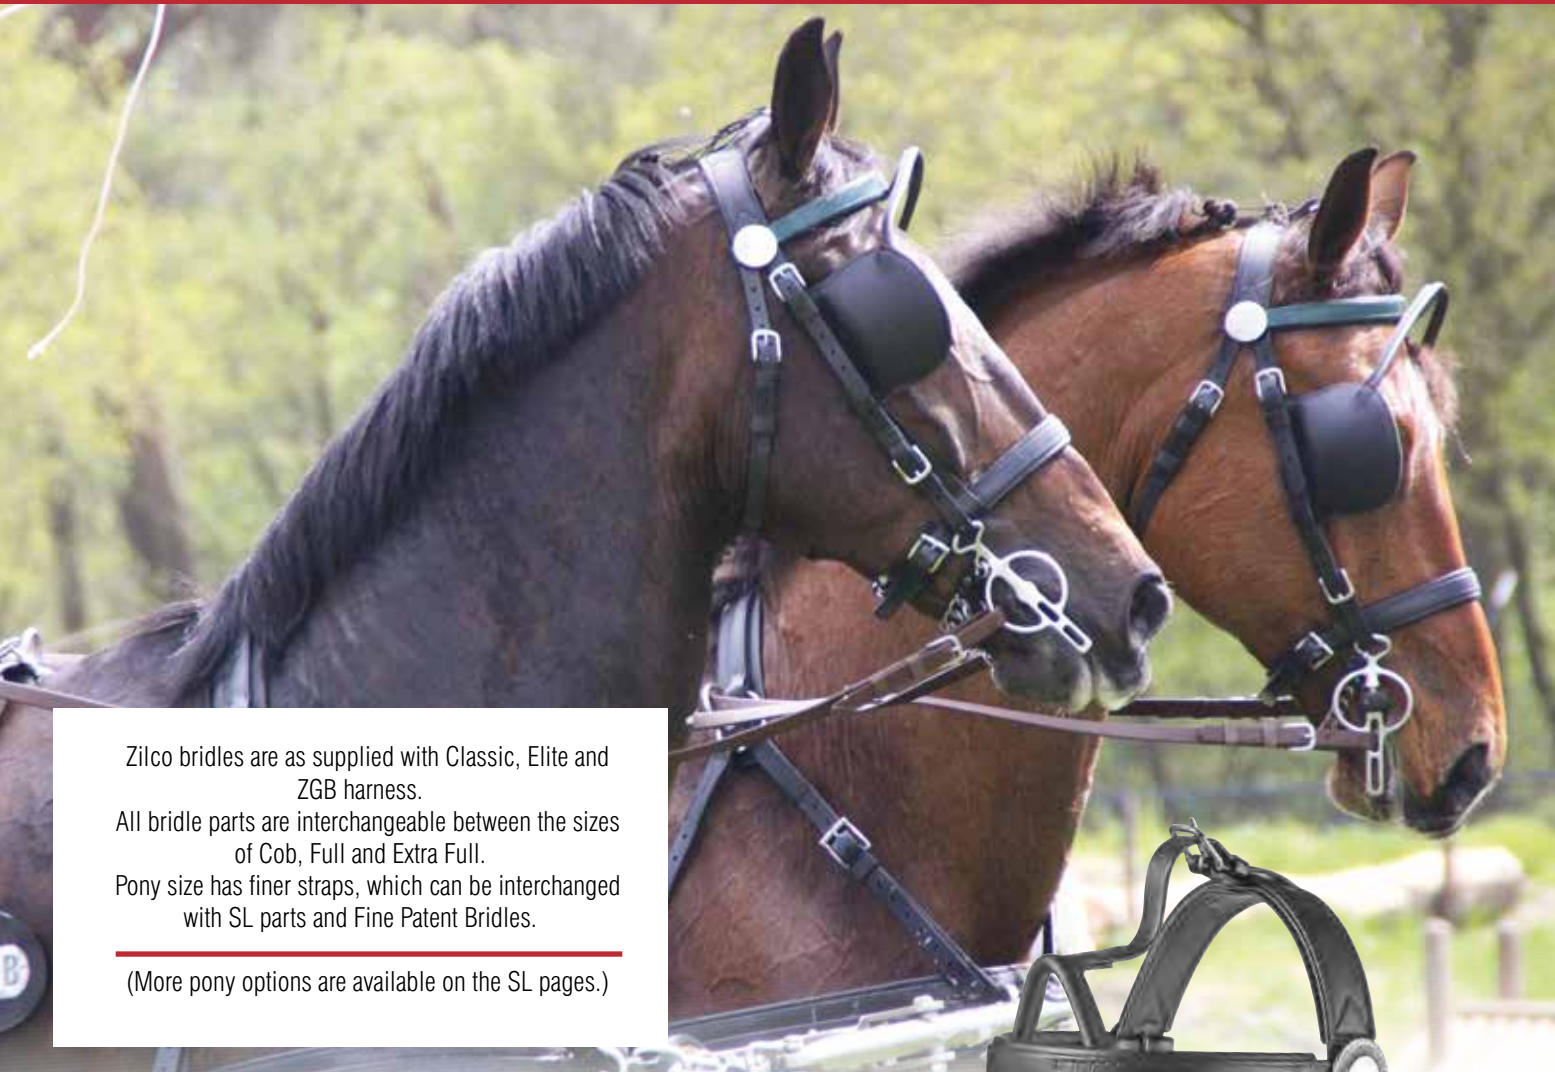 Zilco bridles are as supplied with Classic, Elite and
ZGB harness.
All bridle parts are interchangeable between the sizes
of Cob, Full and Extra Full.
Pony size has finer straps, which can be interchanged
with SL parts and Fine Patent Bridles.
(More pony options are available on the SL pages.)
B